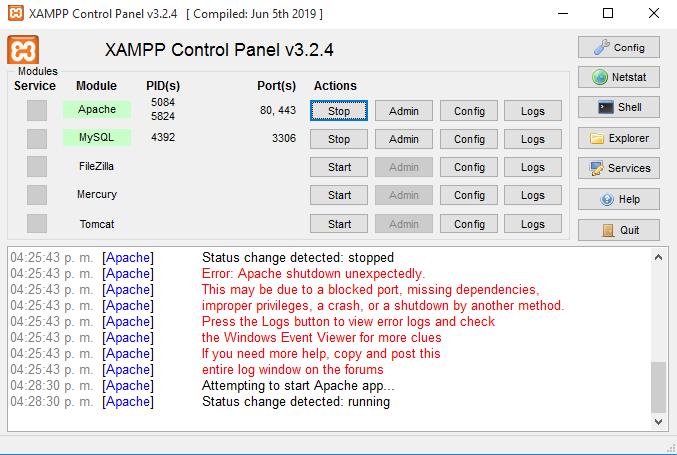 XAMPP Control Panel v3.2.4 [ Compiled: Jun 5th 2019 ]
XAMPP Control Panel v3.2.4
Config
Modules
Service Module PID(s) Port(s) Actions
Netstat
Apache 5084 5824 80, 443 Stop Admin Config Logs
Shell
MySQL 4392 3306 Stop Admin Config Logs
Explorer
FileZilla Start Admin Config Logs
Services
Mercury Start Admin Config Logs
Help
Tomcat Start Admin Config Logs
Quit
04:25:43 p. m. [Apache] Status change detected: stopped
04:25:43 p. m. [Apache] Error: Apache shutdown unexpectedly.
04:25:43 p. m. [Apache] This may be due to a blocked port, missing dependencies,
04:25:43 p. m. [Apache] improper privileges, a crash, or a shutdown by another method.
04:25:43 p. m. [Apache] Press the Logs button to view error logs and check
04:25:43 p. m. [Apache] the Windows Event Viewer for more clues
04:25:43 p. m. [Apache] If you need more help, copy and post this
04:25:43 p. m. [Apache] entire log window on the forums
04:28:30 p. m. [Apache] Attempting to start Apache app...
04:28:30 p. m. [Apache] Status change detected: running